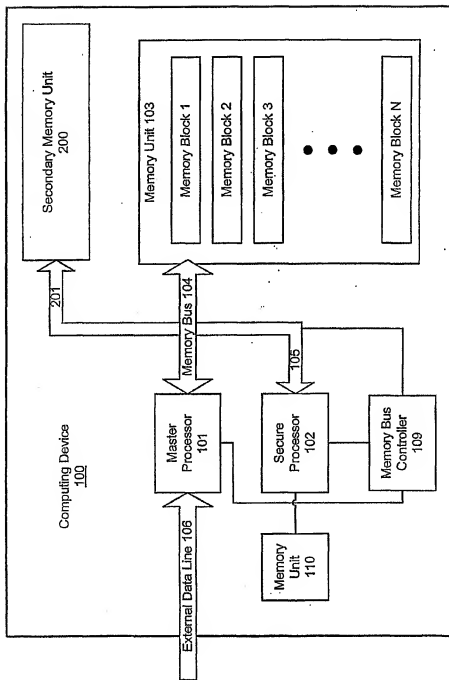 Computing Device
100
Secondary Memory Unit
200
201
External Data Line 106
Master
Processor
101
Memory Bus 104
Memory Unit 103
Memory Block 1
Memory Block 2
Memory Block 3
Memory Block N
105
Secure
Processor
102
Memory
Unit
110
Memory Bus
Controller
109